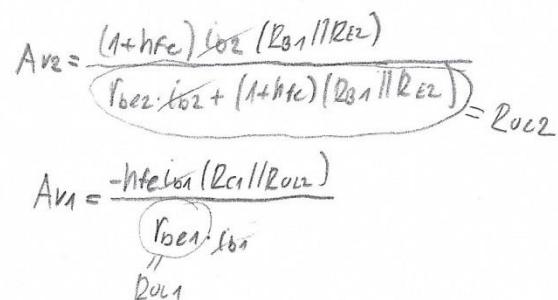 Av2 = (1+hfe) ib2 (RB1||RE2)
rbe2 · ib2 + (1+hfe)(RB1||RE2) = RUL2
Av1 = -hfe ib1 (RC1||RUL2)
rbe1 · ib1
"
RUL1